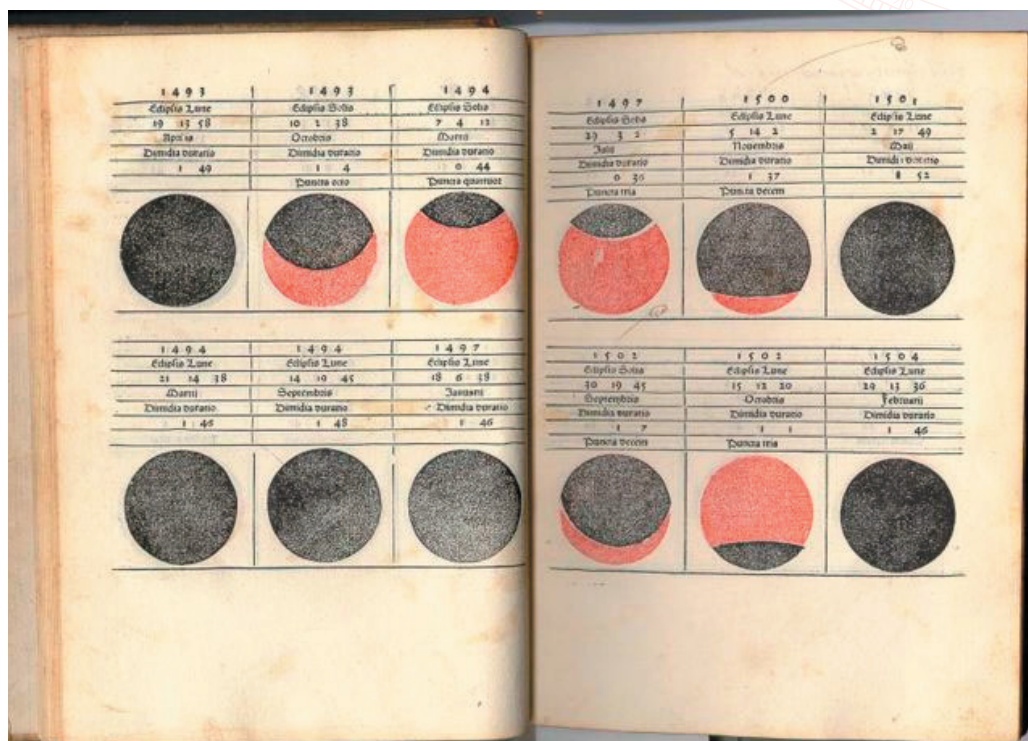 1493
Eclipsis Lune
19 13 58
Aprilis
Dimidia duratio
1 49
1493
Eclipsis Solis
10 2 38
Octobris
Dimidia duratio
1 4
Puncta octo
1494
Eclipsis Solis
7 4 12
Martii
Dimidia duratio
0 44
Puncta quattuor
1494
Eclipsis Lune
21 14 38
Martii
Dimidia duratio
1 46
1494
Eclipsis Lune
14 19 45
Septembris
Dimidia duratio
1 48
1497
Eclipsis Lune
18 6 38
Januarii
Dimidia duratio
1 46
1497
Eclipsis Solis
29 3 2
Julii
Dimidia duratio
0 36
Puncta tria
1500
Eclipsis Lune
5 14 2
Novembris
Dimidia duratio
1 37
Puncta decem
1501
Eclipsis Lune
2 17 49
Maii
Dimidia duratio
52
1502
Eclipsis Solis
30 19 45
Septembris
Dimidia duratio
1 7
Puncta decem
1502
Eclipsis Lune
15 12 20
Octobris
Dimidia duratio
1 1
Puncta tria
1504
Eclipsis Lune
29 13 36
Februarii
Dimidia duratio
1 46